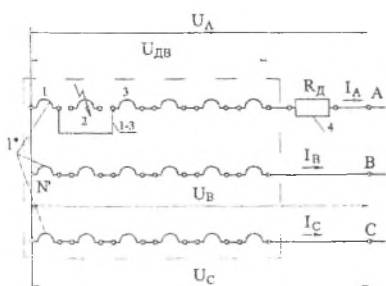 U_A
U_ДВ
1 3 R_Д I_A A
2 1-3 4
1*
I_B B
N'
U_B
I_C C
U_C